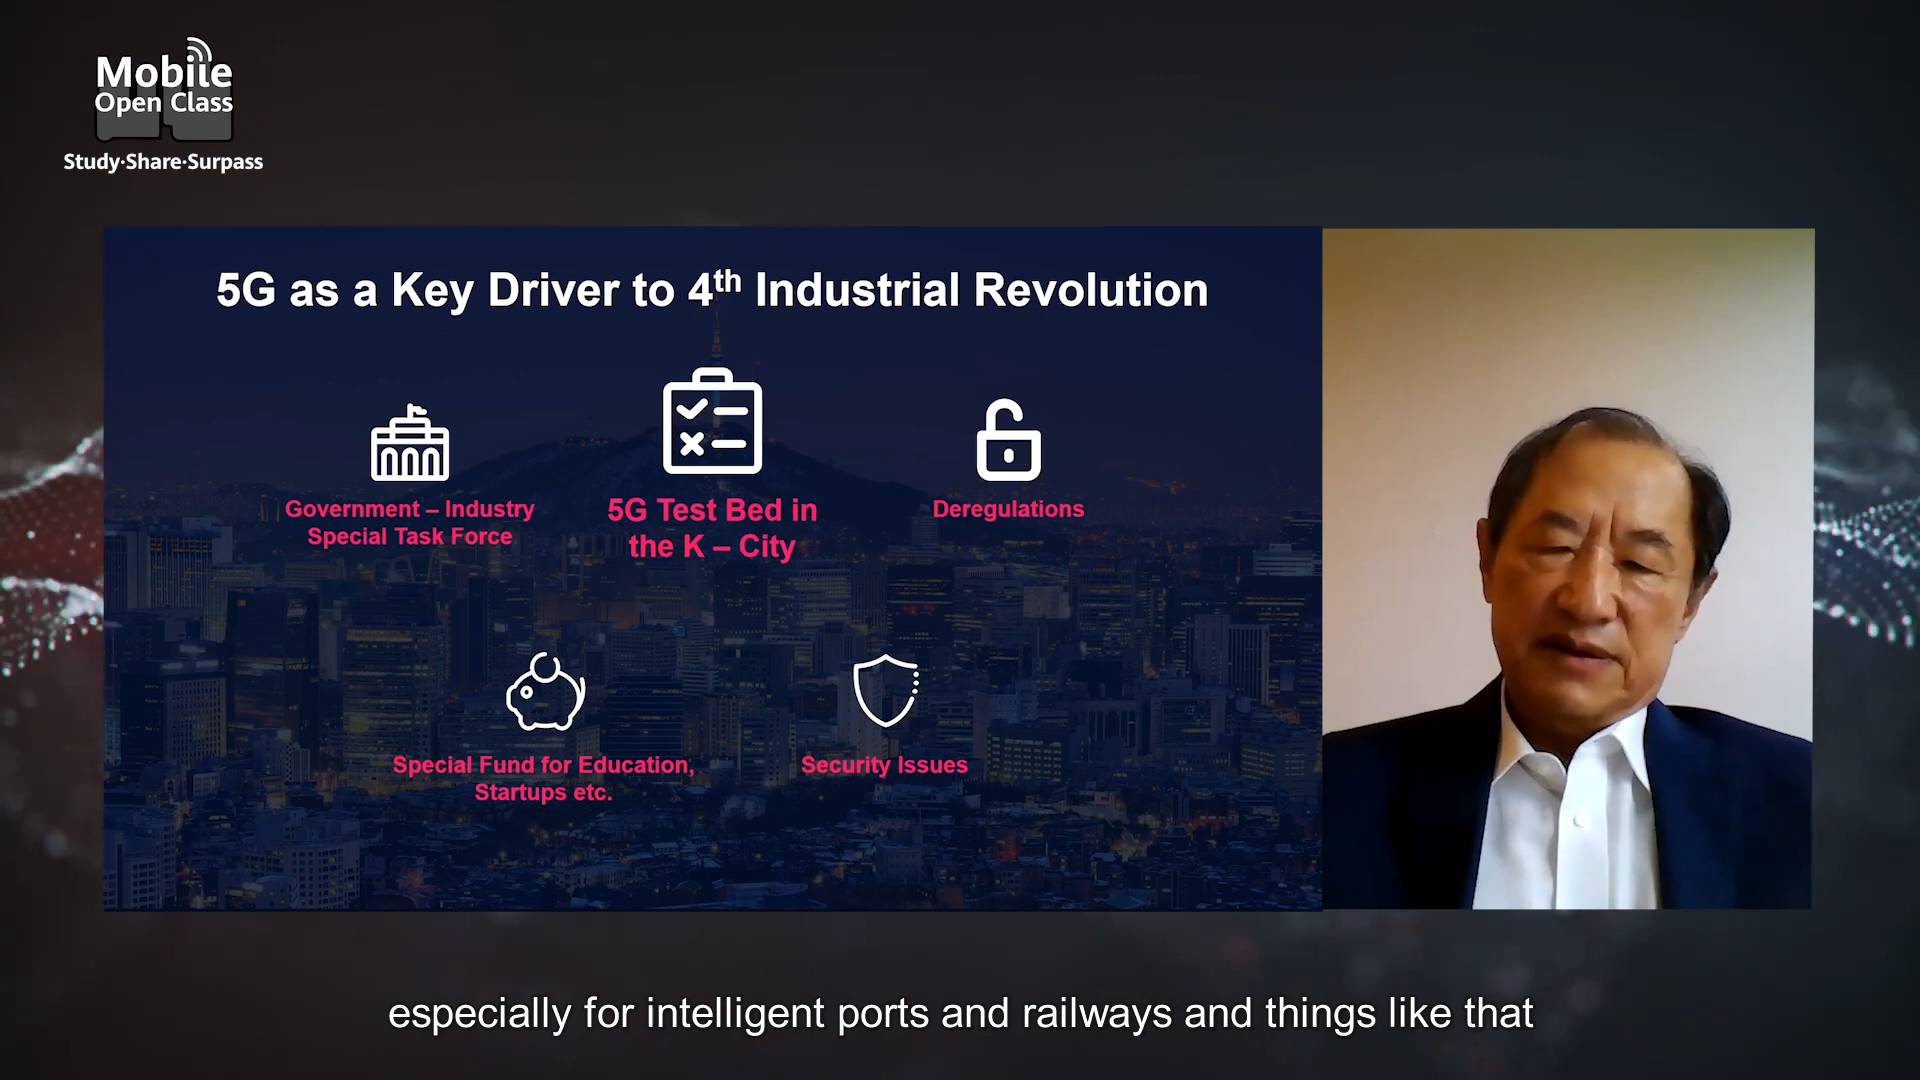 Mobile
Open Class
Study·Share·Surpass
5G as a Key Driver to 4th Industrial Revolution
Government – Industry
Special Task Force
5G Test Bed in
the K – City
Deregulations
Special Fund for Education,
Startups etc.
Security Issues
especially for intelligent ports and railways and things like that